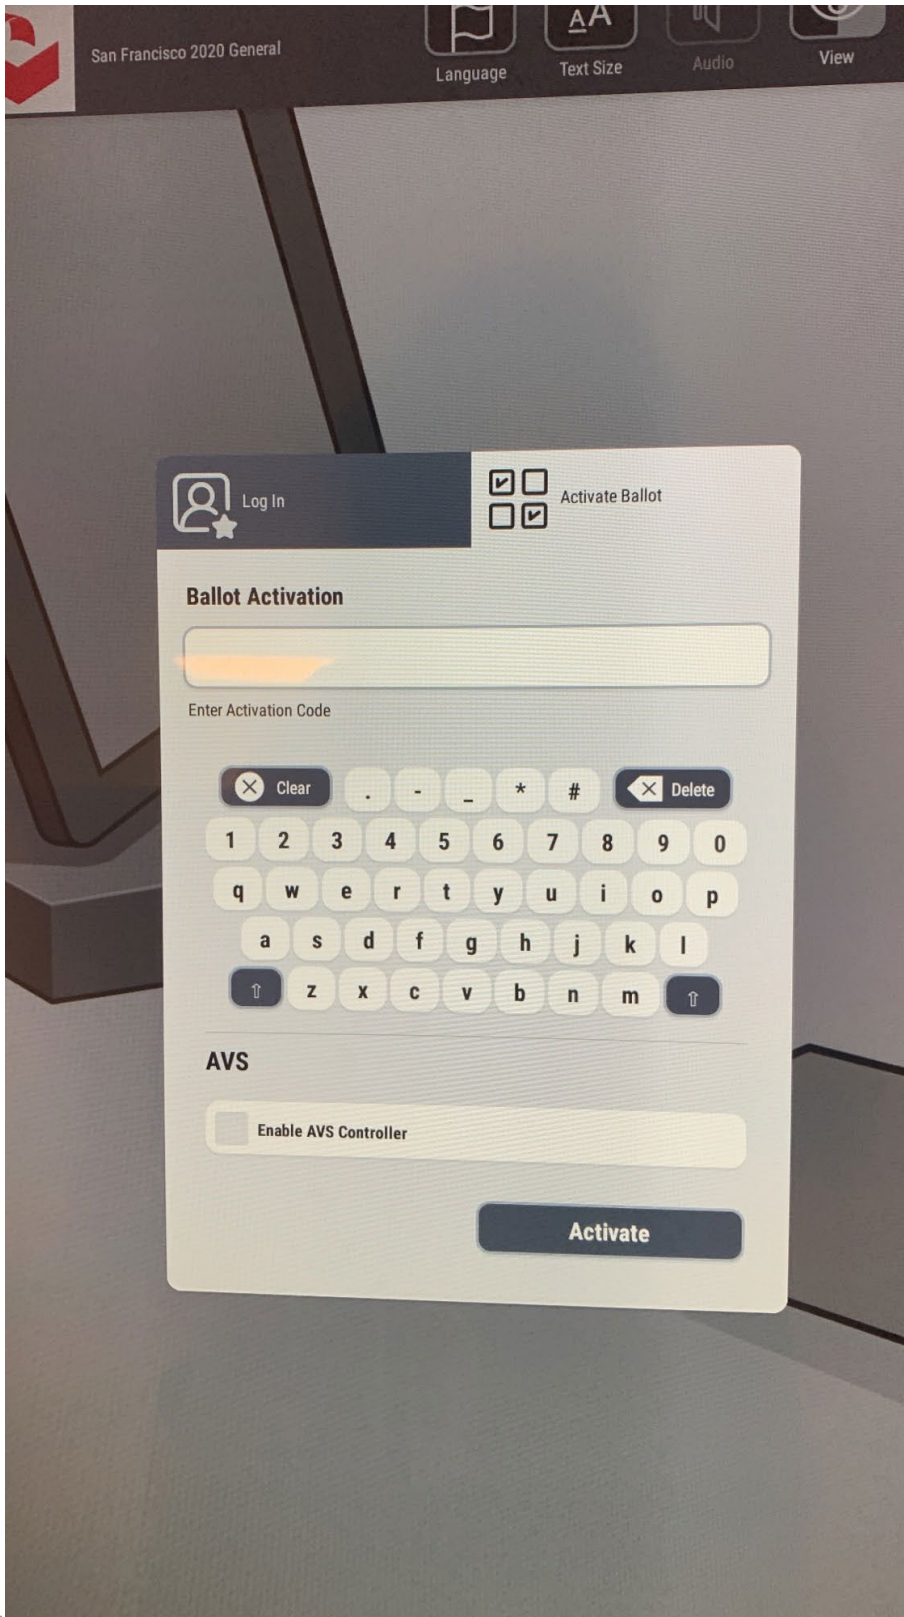 San Francisco 2020 General
Language
AA
Text Size
Audio
View
Log In
Activate Ballot
Ballot Activation
Enter Activation Code
Clear . - _ * # Delete
1 2 3 4 5 6 7 8 9 0
q w e r t y u i o p
a s d f g h j k l
⇧ z x c v b n m ⇧
AVS
Enable AVS Controller
Activate